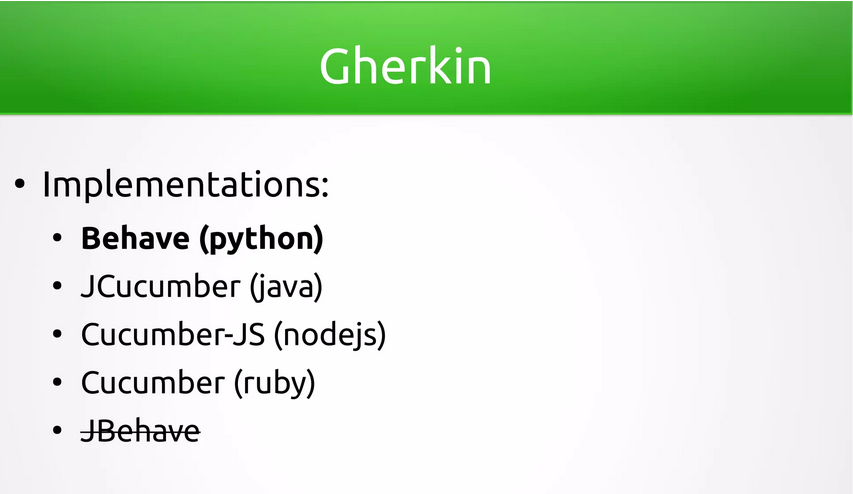 Gherkin
• Implementations:
• Behave (python)
• JCucumber (java)
• Cucumber-JS (nodejs)
• Cucumber (ruby)
• JBehave